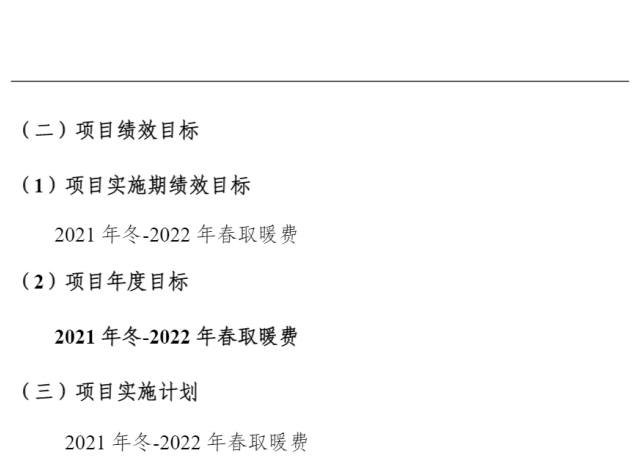 （二）项目绩效目标
（1）项目实施期绩效目标
2021 年冬-2022 年春取暖费
（2）项目年度目标
2021 年冬-2022 年春取暖费
（三）项目实施计划
2021 年冬-2022 年春取暖费